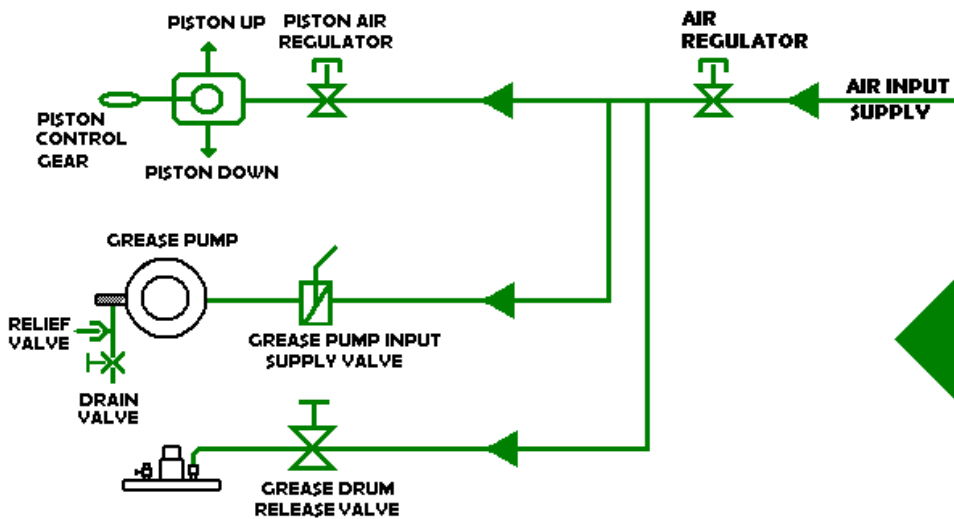 PISTON UP
PISTON AIR
REGULATOR
AIR
REGULATOR
AIR INPUT
SUPPLY
PISTON
CONTROL
GEAR
PISTON DOWN
GREASE PUMP
RELIEF
VALVE
GREASE PUMP INPUT
SUPPLY VALVE
DRAIN
VALVE
GREASE DRUM
RELEASE VALVE